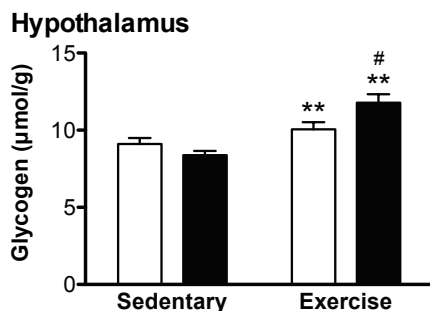 Hypothalamus
Glycogen (µmol/g)
15
10
5
0
**
#
**
Sedentary
Exercise